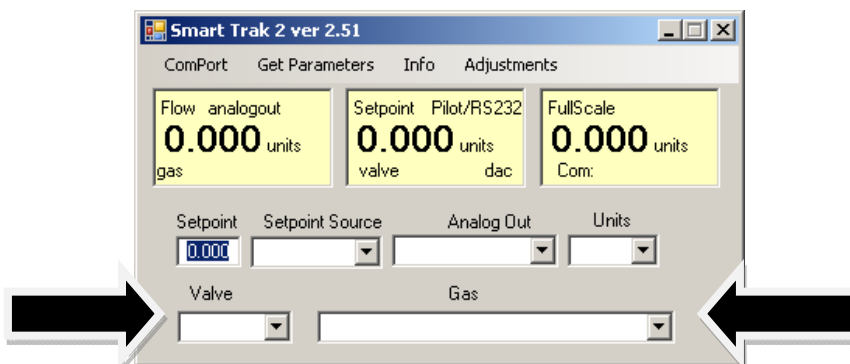 Smart Trak 2 ver 2.51
ComPort Get Parameters Info Adjustments
Flow analogout
0.000 units
gas
Setpoint Pilot/RS232
0.000 units
valve dac
FullScale
0.000 units
Com:
Setpoint Setpoint Source Analog Out Units
0.000
Valve Gas